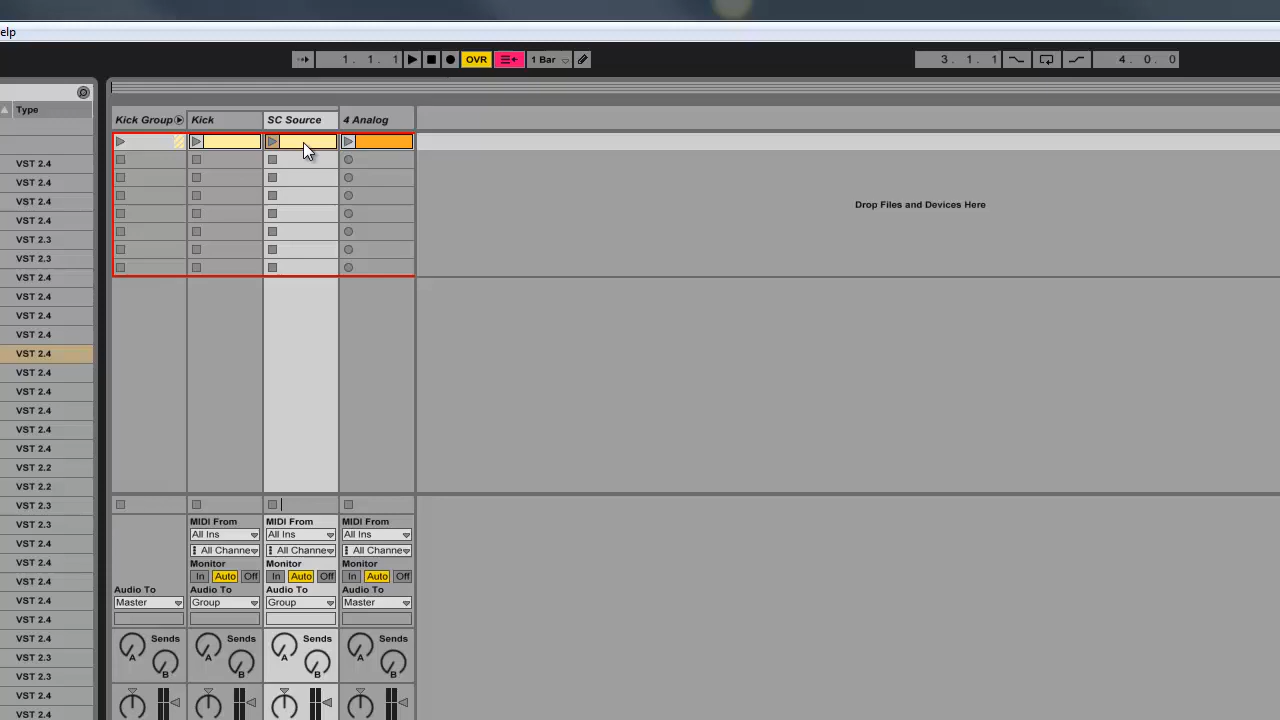 elp
1. 1. 1
OVR
1 Bar
3. 1. 1
4. 0. 0
Type
Kick Group
Kick
SC Source
4 Analog
Drop Files and Devices Here
VST 2.4
VST 2.4
VST 2.4
VST 2.4
VST 2.3
VST 2.3
VST 2.4
VST 2.4
VST 2.4
VST 2.4
VST 2.4
VST 2.4
VST 2.4
VST 2.4
VST 2.4
VST 2.4
VST 2.2
VST 2.2
VST 2.3
VST 2.3
VST 2.4
VST 2.4
VST 2.4
VST 2.4
VST 2.4
VST 2.4
VST 2.3
VST 2.3
VST 2.4
VST 2.4
MIDI From
MIDI From
MIDI From
All Ins
All Ins
All Ins
All Channe
All Channe
All Channe
Monitor
Monitor
Monitor
In Auto Off
In Auto Off
In Auto Off
Audio To
Audio To
Audio To
Audio To
Master
Group
Group
Master
Sends
Sends
Sends
Sends
A
A
A
A
B
B
B
B